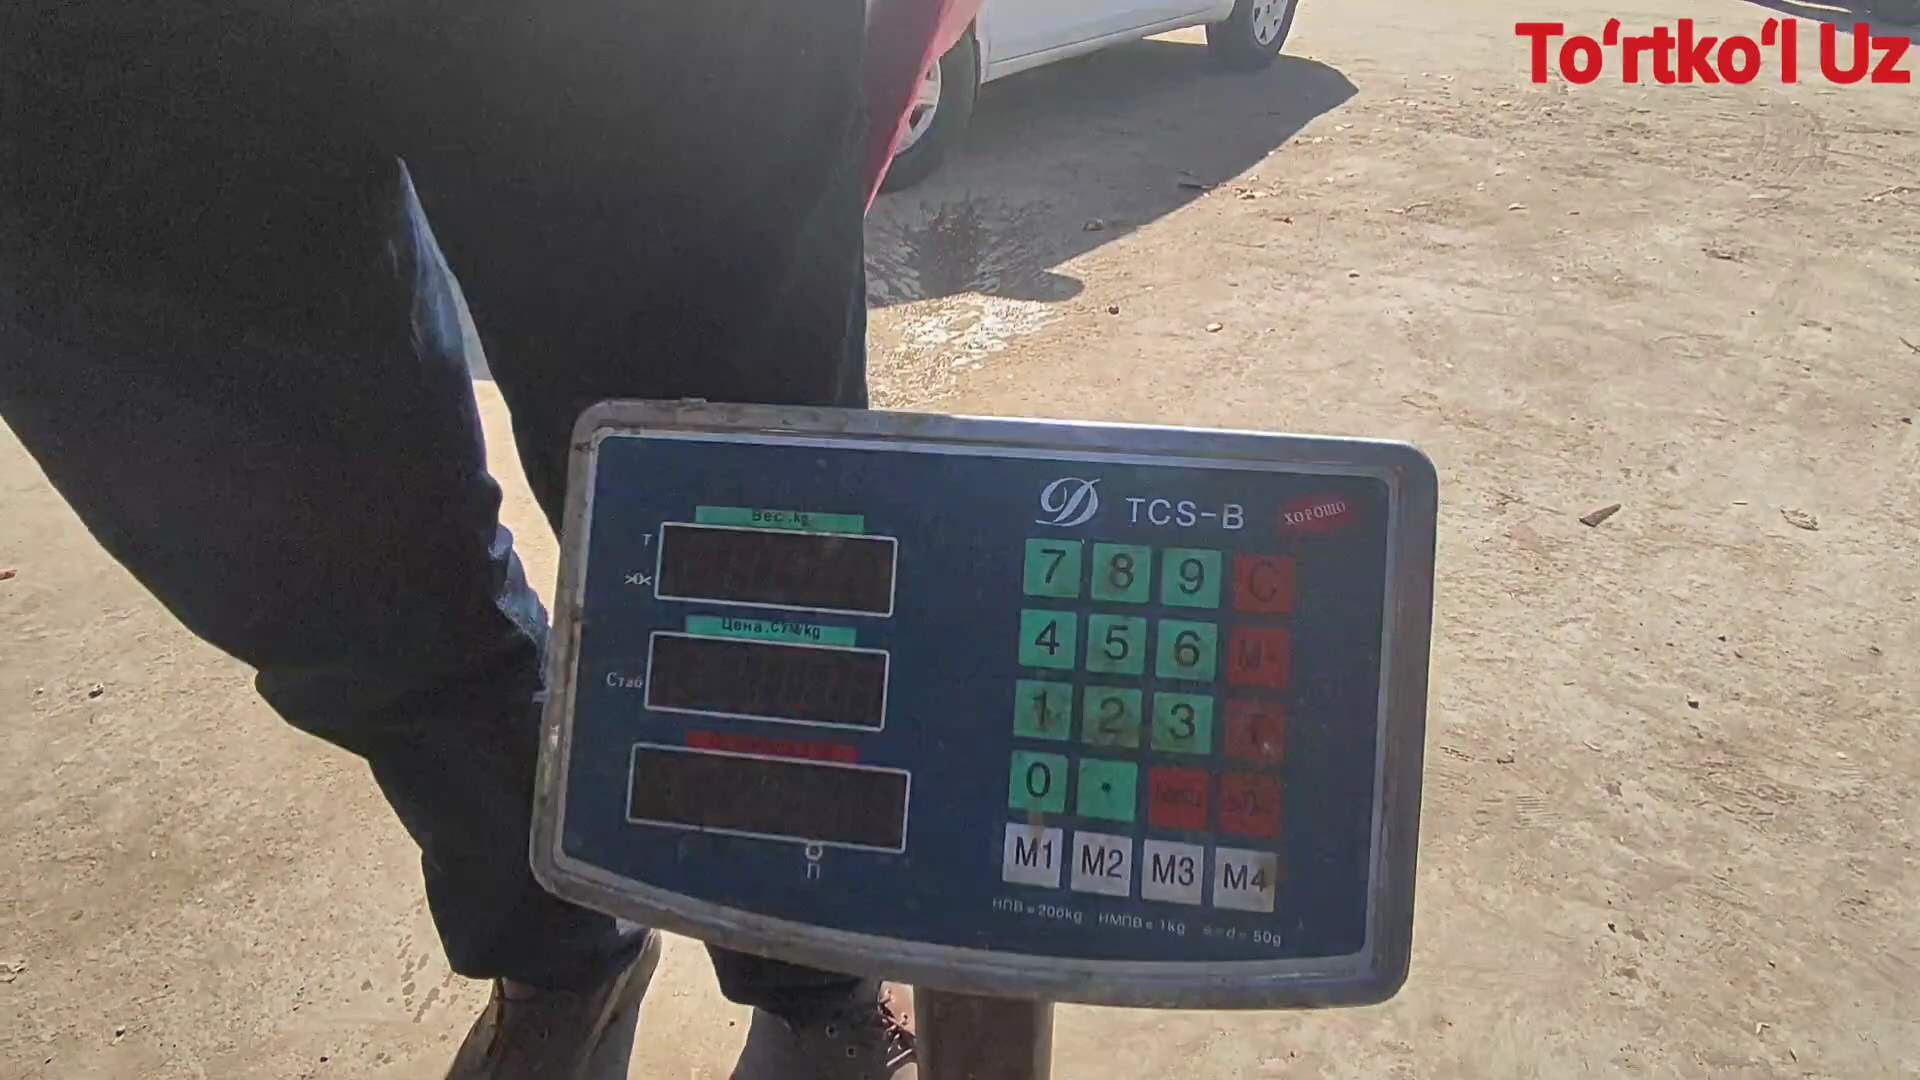 To‘rtko‘l Uz
TCS-B
ХОРОШО
Вес.kg
T
>0<
Цена.СУМ/kg
Стаб
П
7 8 9 C
4 5 6
1 2 3
0 .
M1 M2 M3 M4
НПВ=200kg НМПВ=1kg e=d=50g